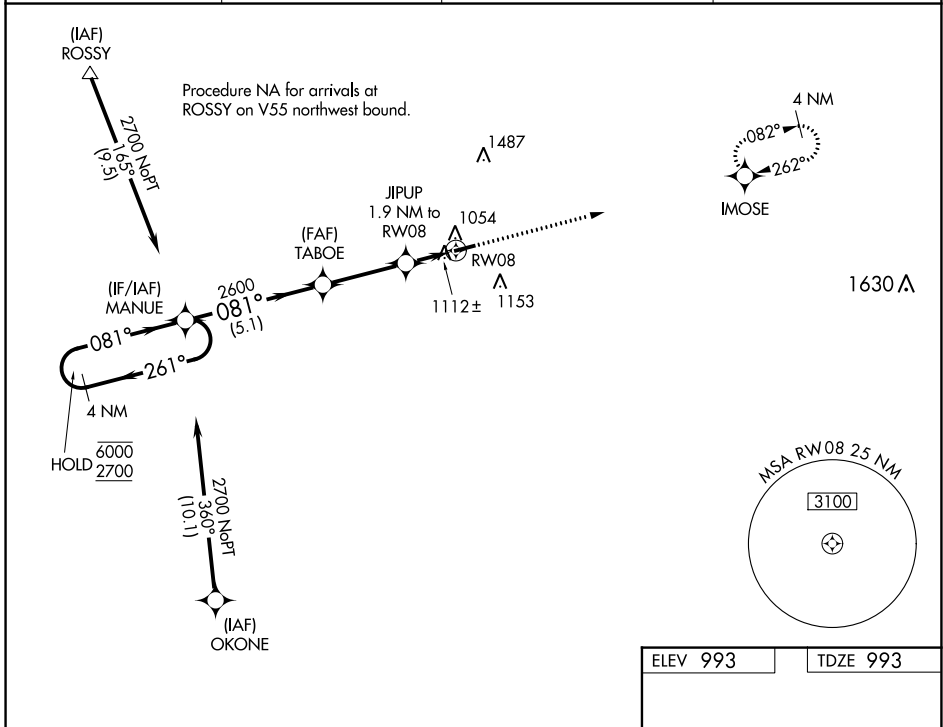 (IAF)
ROSSY
Procedure NA for arrivals at
ROSSY on V55 northwest bound.
2700 NoPT
165°
(9.5)
4 NM
082°
262°
IMOSE
1487
JIPUP
1.9 NM to
RW08
1054
(FAF)
TABOE
RW08
1112±
1153
1630
(IF/IAF)
MANUE
2600
081°
(5.1)
081°
261°
4 NM
HOLD 6000
2700
2700 NoPT
360°
(10.1)
(IAF)
OKONE
MSA RW08 25 NM
3100
ELEV 993
TDZE 993